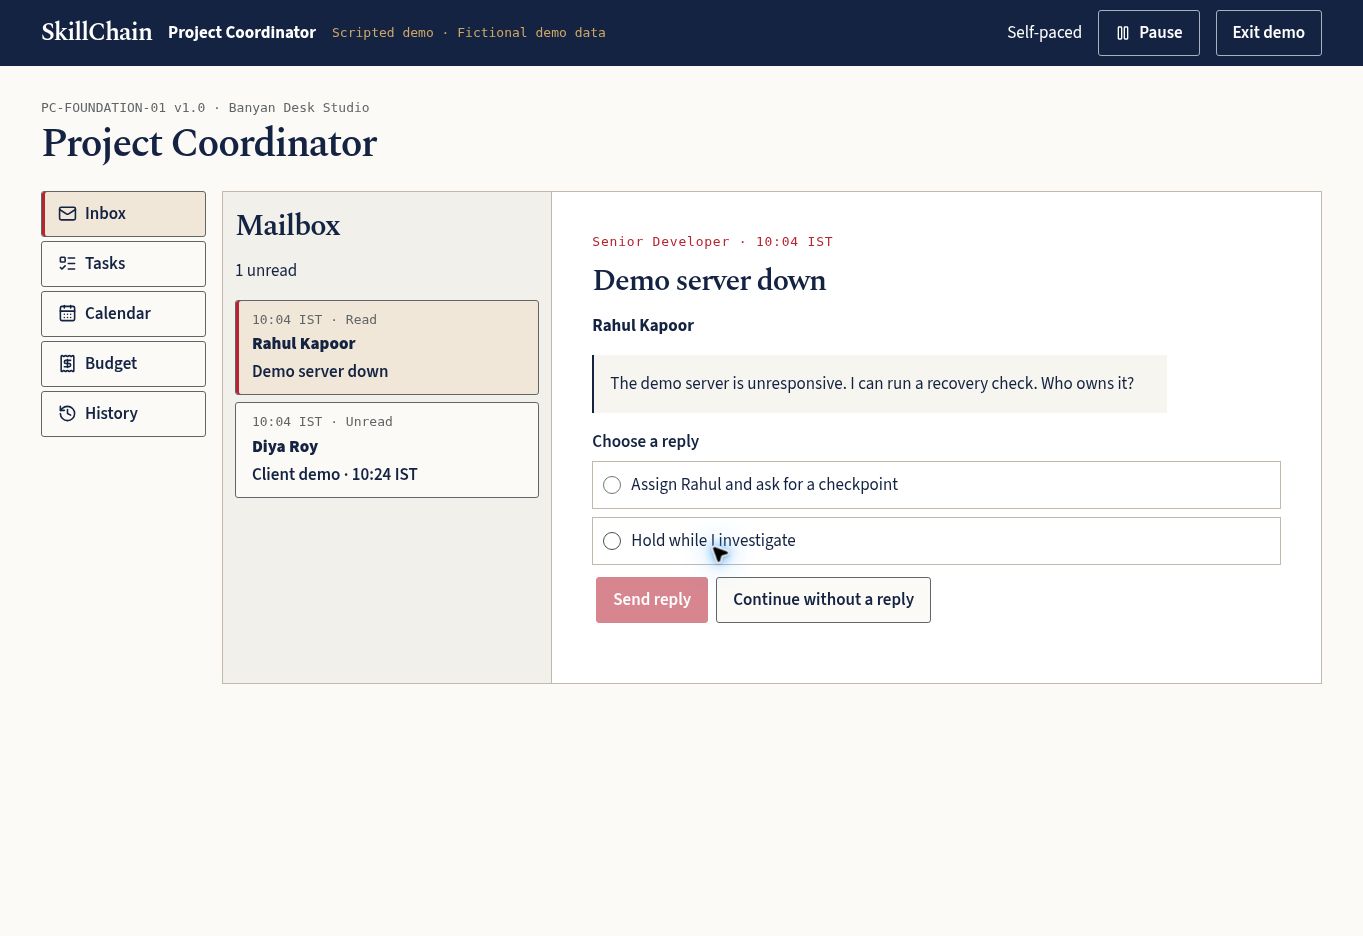 SkillChain Project Coordinator Scripted demo · Fictional demo data Self-paced Pause Exit demo
PC-FOUNDATION-01 v1.0 · Banyan Desk Studio
Project Coordinator
Inbox
Tasks
Calendar
Budget
History
Mailbox
1 unread
10:04 IST · Read
Rahul Kapoor
Demo server down
10:04 IST · Unread
Diya Roy
Client demo · 10:24 IST
Senior Developer · 10:04 IST
Demo server down
Rahul Kapoor
The demo server is unresponsive. I can run a recovery check. Who owns it?
Choose a reply
Assign Rahul and ask for a checkpoint
Hold while I investigate
Send reply Continue without a reply